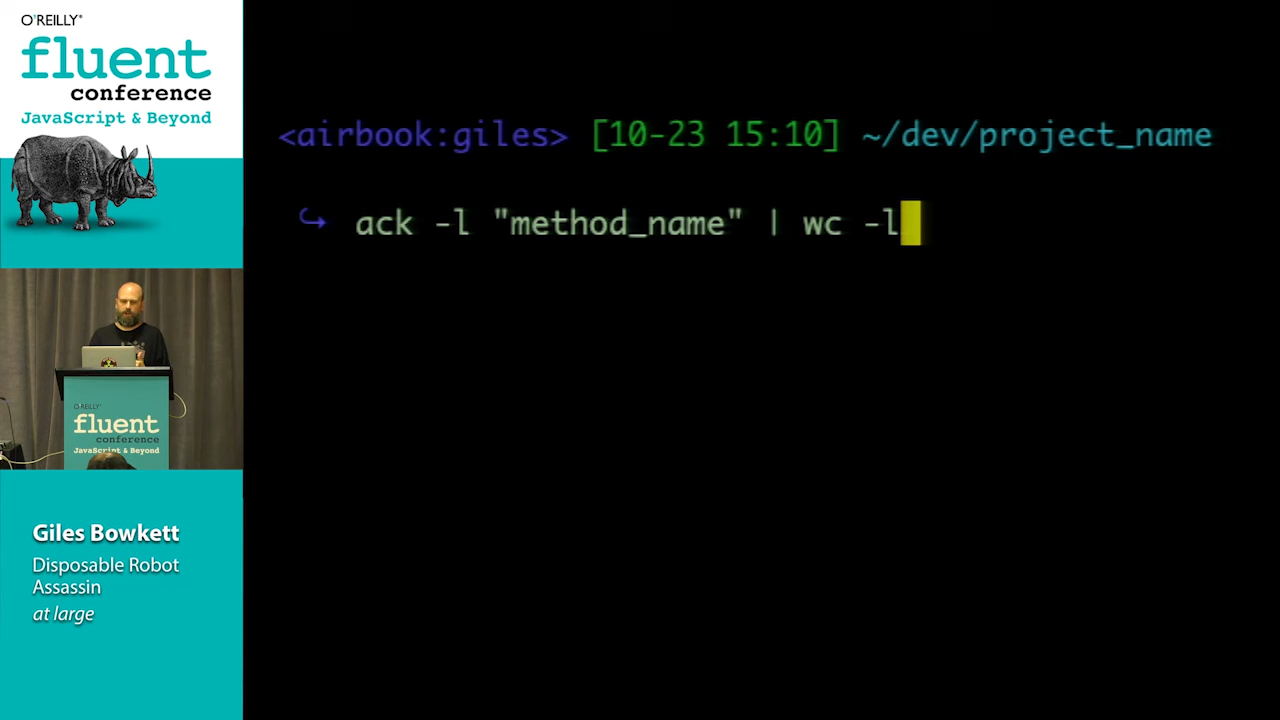 O'REILLY®
fluent
conference
JavaScript & Beyond
<airbook:giles> [10-23 15:10] ~/dev/project_name
↪ ack -l "method_name" | wc -l
O'REILLY®
fluent
conference
JavaScript & Beyond
Giles Bowkett
Disposable Robot
Assassin
at large